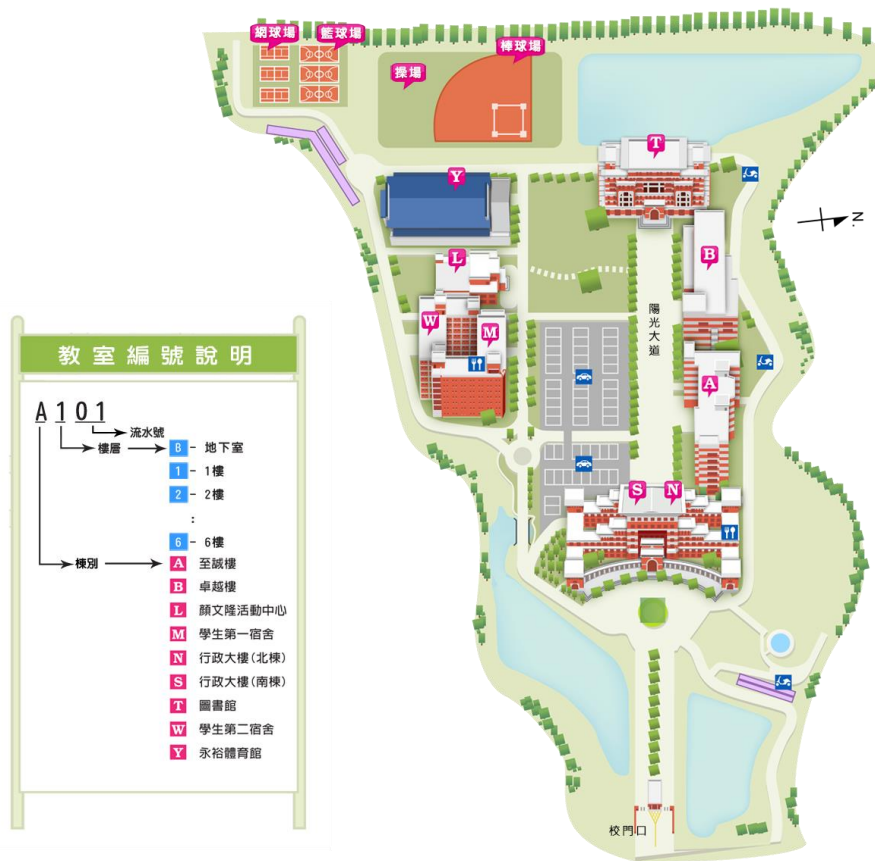 網球場
籃球場
操場
棒球場
T
Y
N.
B
L
W
M
陽光大道
A
S
N
校門口
教室編號說明
A101
流水號
樓層
B - 地下室
1 - 1樓
2 - 2樓
:
6 - 6樓
棟別
A 至誠樓
B 卓越樓
L 顏文隆活動中心
M 學生第一宿舍
N 行政大樓(北棟)
S 行政大樓(南棟)
T 圖書館
W 學生第二宿舍
Y 永裕體育館